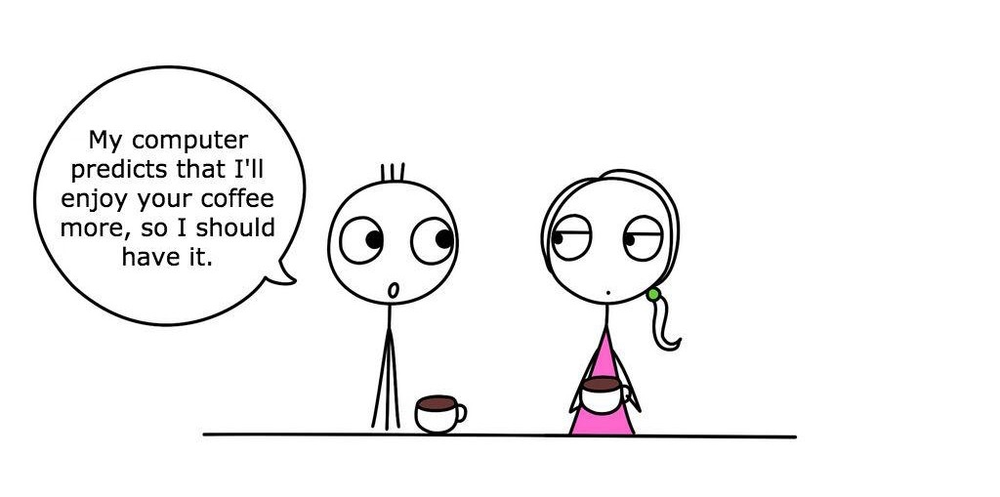 My computer
predicts that I'll
enjoy your coffee
more, so I should
have it.